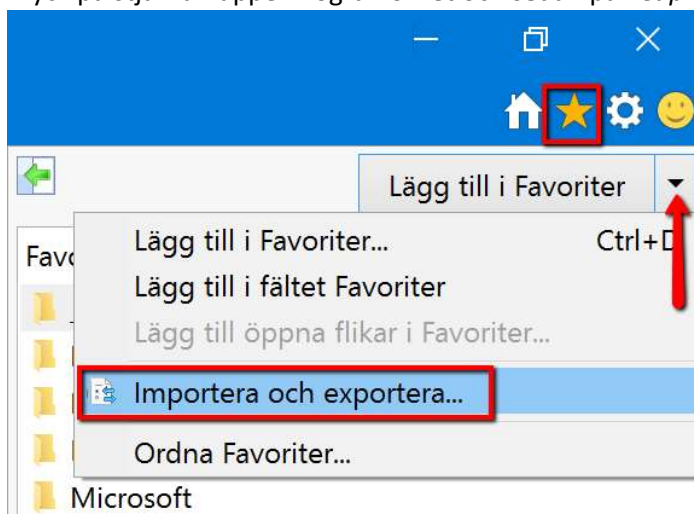 Lägg till i Favoriter
Lägg till i Favoriter... Ctrl+D
Favo
Lägg till i fältet Favoriter
Lägg till öppna flikar i Favoriter...
Importera och exportera...
Ordna Favoriter...
Microsoft